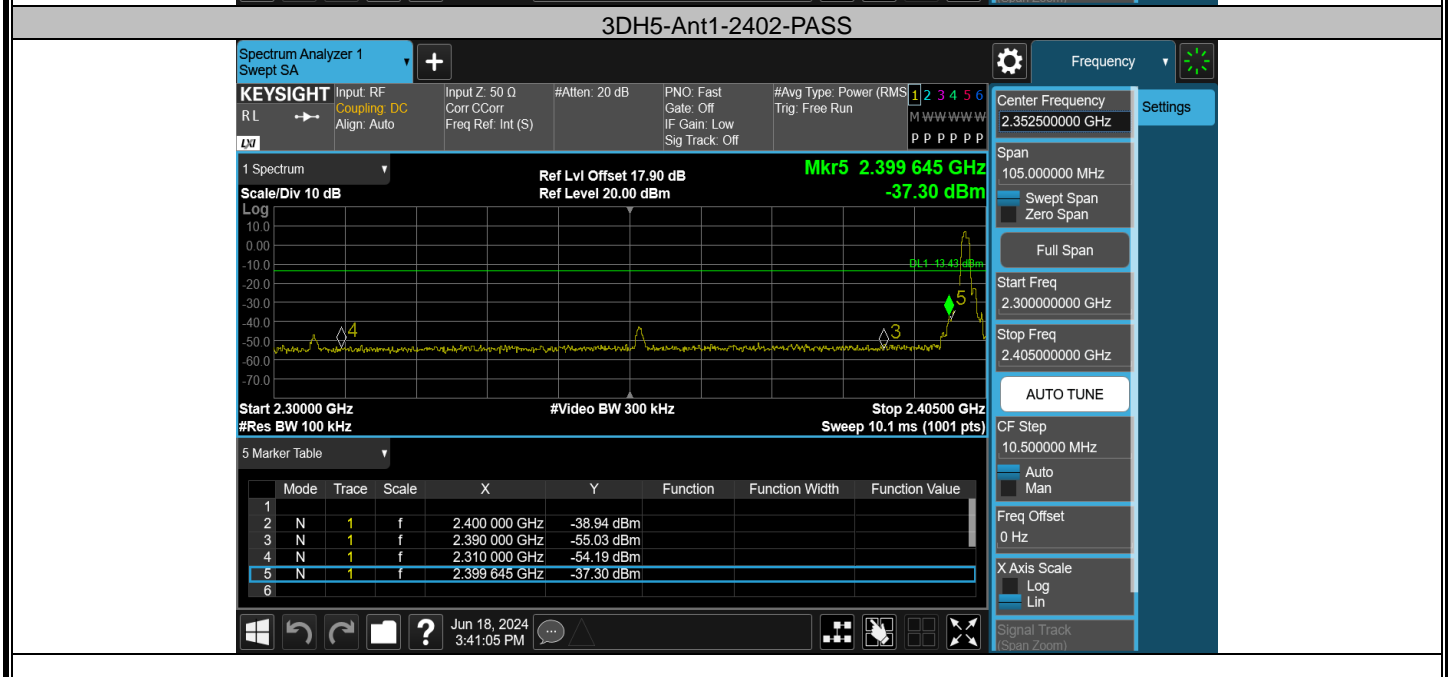 3DH5-Ant1-2402-PASS
Spectrum Analyzer 1
Swept SA
+
Frequency
KEYSIGHT
RL
LXI
Input: RF
Coupling: DC
Align: Auto
Input Z: 50 Ω
Corr CCorr
Freq Ref: Int (S)
#Atten: 20 dB
PNO: Fast
Gate: Off
IF Gain: Low
Sig Track: Off
#Avg Type: Power (RMS
Trig: Free Run
1 2 3 4 5 6
M W W W W W
P P P P P P
1 Spectrum
Scale/Div 10 dB
Ref Lvl Offset 17.90 dB
Ref Level 20.00 dBm
Mkr5 2.399 645 GHz
-37.30 dBm
Log
10.0
0.00
-10.0
-20.0
-30.0
-40.0
-50.0
-60.0
-70.0
DL1 -13.43 dBm
4
3
5
Start 2.30000 GHz
#Video BW 300 kHz
Stop 2.40500 GHz
#Res BW 100 kHz
Sweep 10.1 ms (1001 pts)
5 Marker Table
Mode Trace Scale X Y Function Function Width Function Value
1
2 N 1 f 2.400 000 GHz -38.94 dBm
3 N 1 f 2.390 000 GHz -55.03 dBm
4 N 1 f 2.310 000 GHz -54.19 dBm
5 N 1 f 2.399 645 GHz -37.30 dBm
6
?
Jun 18, 2024
3:41:05 PM
Center Frequency
2.352500000 GHz
Settings
Span
105.000000 MHz
Swept Span
Zero Span
Full Span
Start Freq
2.300000000 GHz
Stop Freq
2.405000000 GHz
AUTO TUNE
CF Step
10.500000 MHz
Auto
Man
Freq Offset
0 Hz
X Axis Scale
Log
Lin
Signal Track
(Span Zoom)